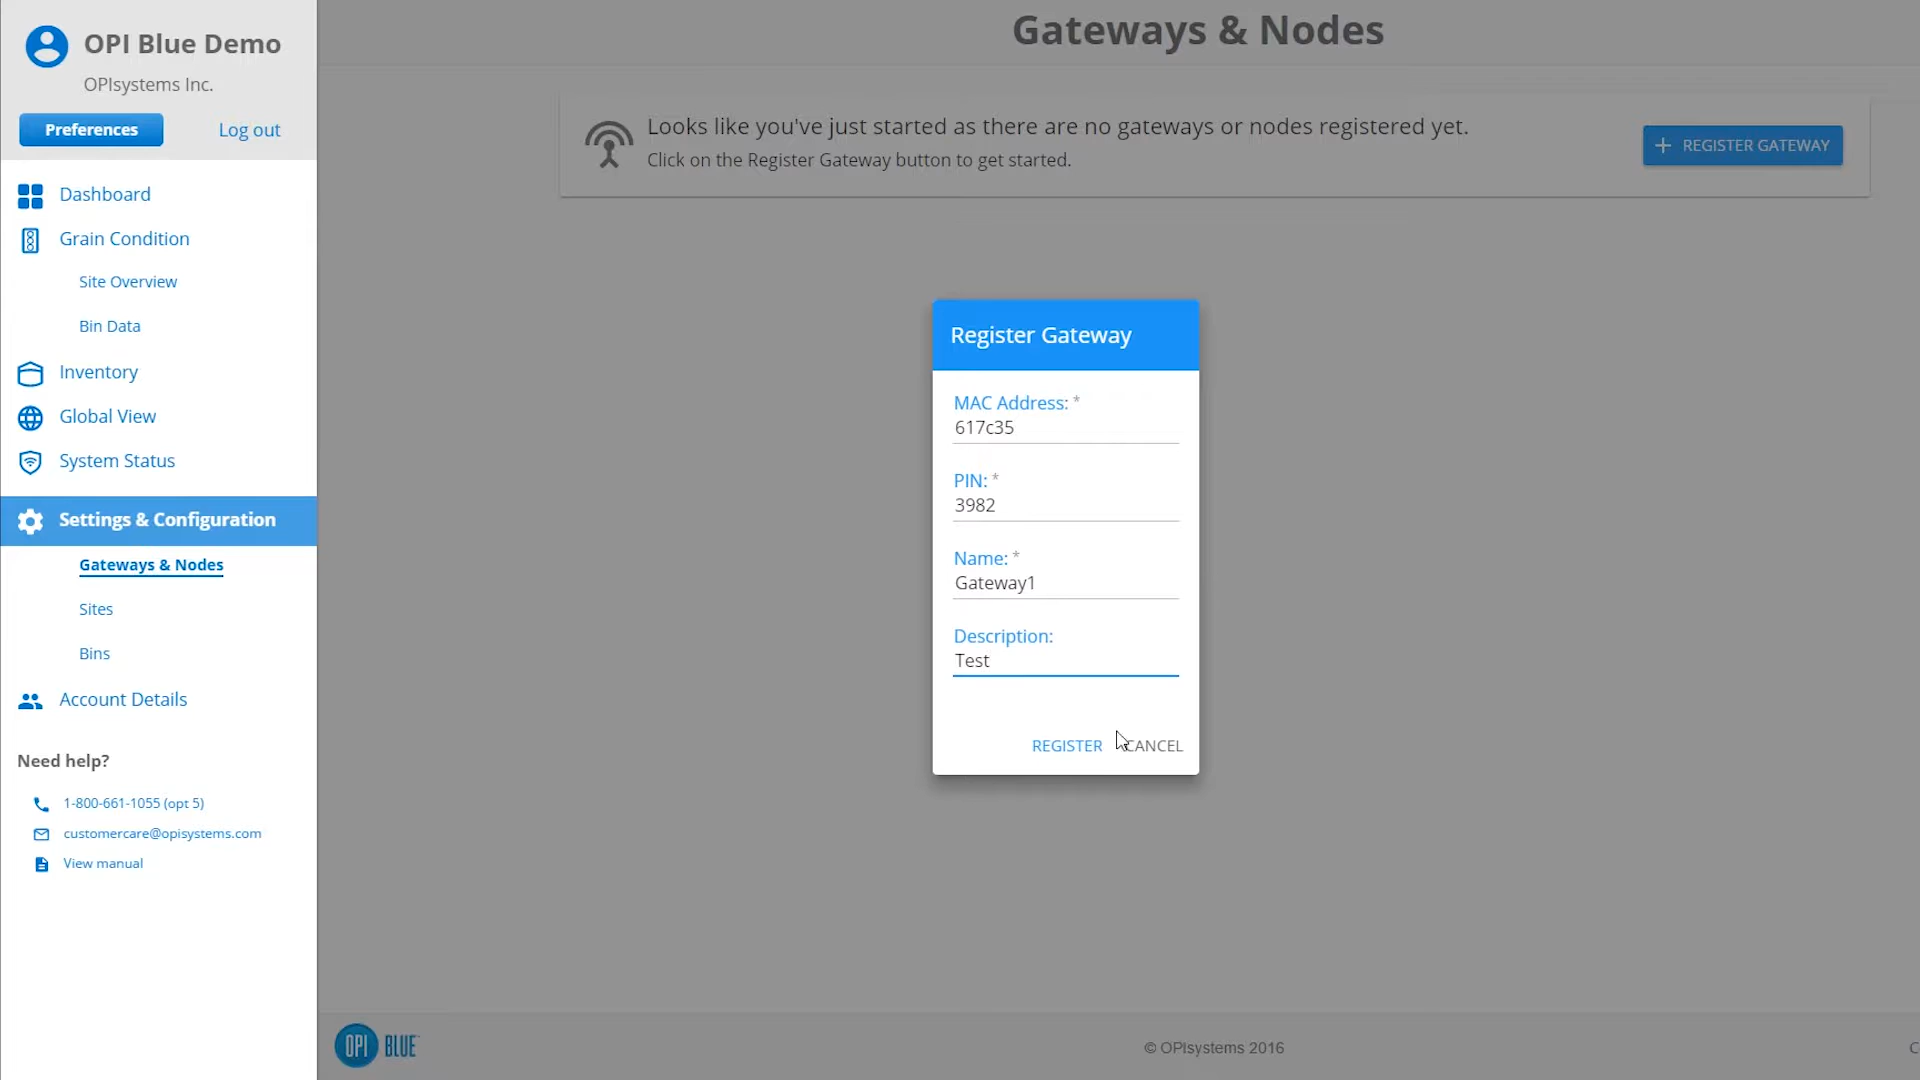 OPI Blue Demo
OPIsystems Inc.
Preferences
Log out
Dashboard
Grain Condition
Site Overview
Bin Data
Inventory
Global View
System Status
Settings & Configuration
Gateways & Nodes
Sites
Bins
Account Details
Need help?
1-800-661-1055 (opt 5)
customercare@opisystems.com
View manual
Gateways & Nodes
Looks like you've just started as there are no gateways or nodes registered yet.
Click on the Register Gateway button to get started.
REGISTER GATEWAY
Register Gateway
MAC Address: *
617c35
PIN: *
3982
Name: *
Gateway1
Description:
Test
REGISTER
CANCEL
OPI BLUE
© OPIsystems 2016